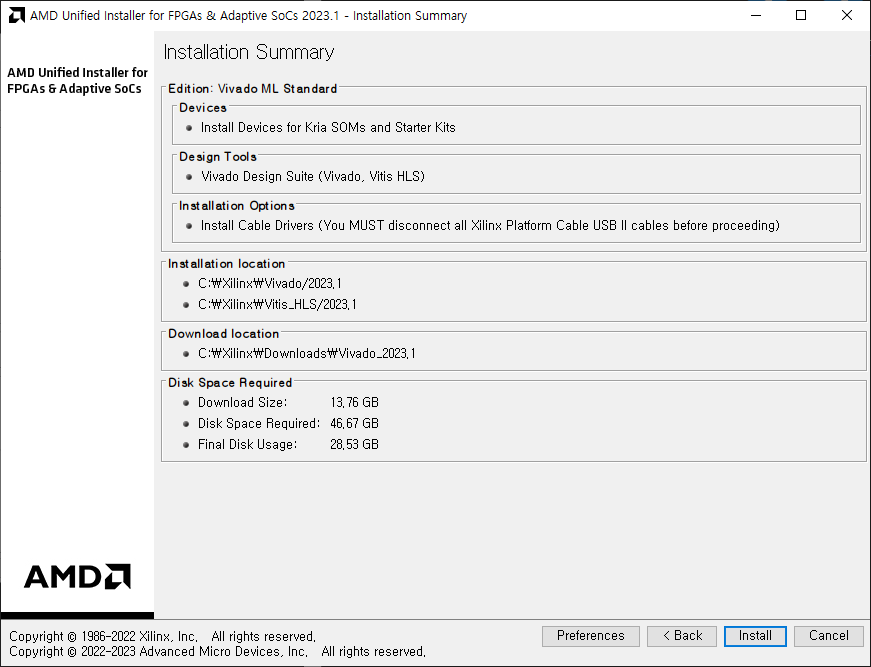 AMD Unified Installer for FPGAs & Adaptive SoCs 2023.1 - Installation Summary
Installation Summary
AMD Unified Installer for
FPGAs & Adaptive SoCs
Edition: Vivado ML Standard
Devices
Install Devices for Kria SOMs and Starter Kits
Design Tools
Vivado Design Suite (Vivado, Vitis HLS)
Installation Options
Install Cable Drivers (You MUST disconnect all Xilinx Platform Cable USB II cables before proceeding)
Installation location
C:₩Xilinx₩Vivado/2023.1
C:₩Xilinx₩Vitis_HLS/2023.1
Download location
C:₩Xilinx₩Downloads₩Vivado_2023.1
Disk Space Required
Download Size: 13.76 GB
Disk Space Required: 46.67 GB
Final Disk Usage: 28.53 GB
AMD
Copyright © 1986-2022 Xilinx, Inc. All rights reserved.
Copyright © 2022-2023 Advanced Micro Devices, Inc. All rights reserved.
Preferences < Back Install Cancel